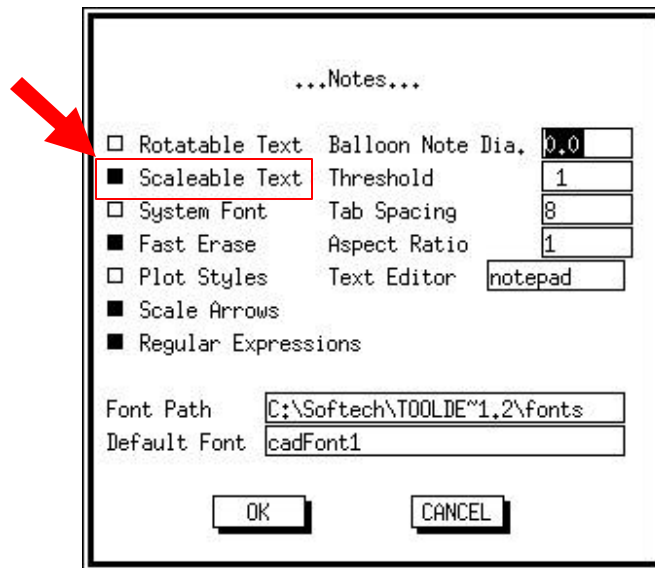 ...Notes...
Rotatable Text Balloon Note Dia. 0.0
Scaleable Text Threshold 1
System Font Tab Spacing 8
Fast Erase Aspect Ratio 1
Plot Styles Text Editor notepad
Scale Arrows
Regular Expressions
Font Path C:\Softech\TOOLDE~1.2\fonts
Default Font cadFont1
OK CANCEL